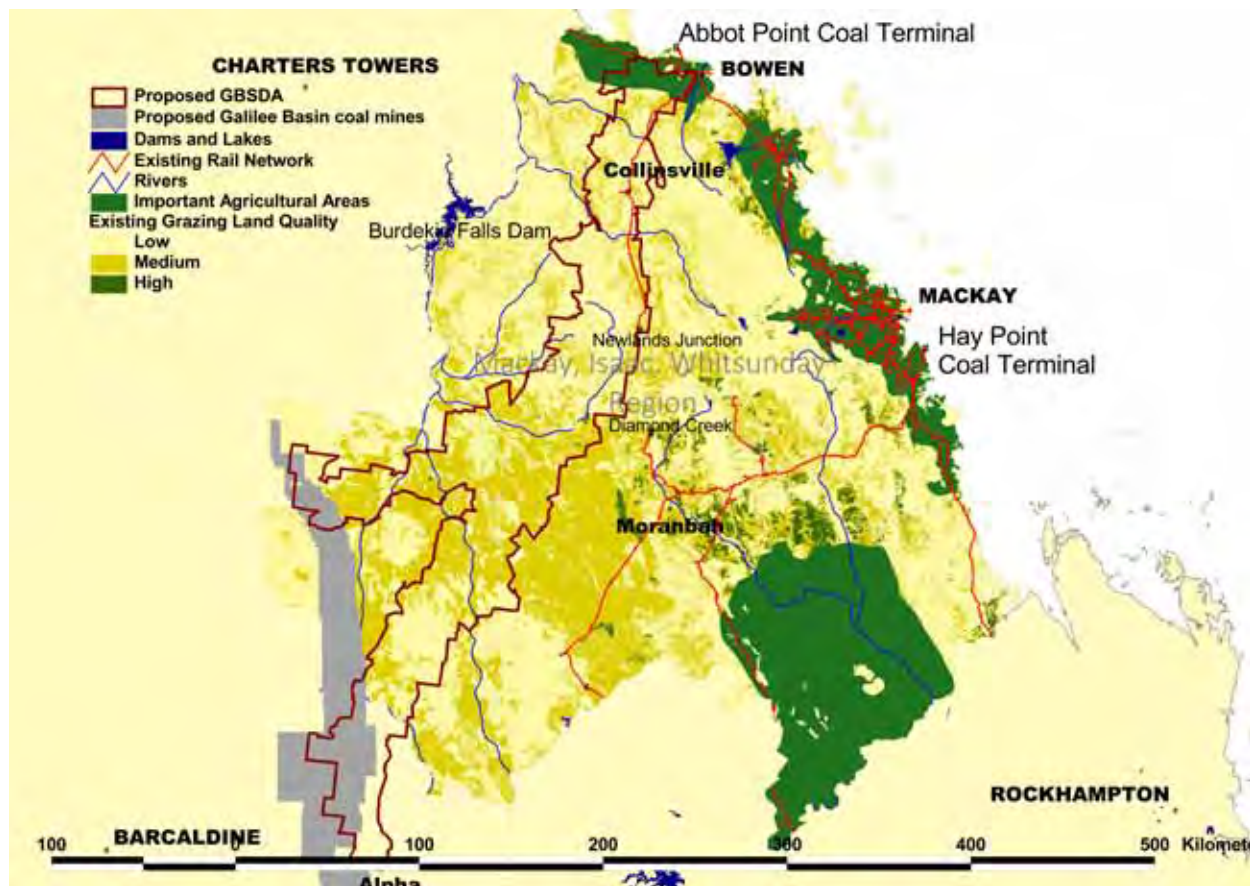 Abbot Point Coal Terminal
CHARTERS TOWERS
BOWEN
Proposed GBSDA
Proposed Galilee Basin coal mines
Dams and Lakes
Existing Rail Network
Rivers
Important Agricultural Areas
Existing Grazing Land Quality
Low
Medium
High
Collinsville
Burdekin Falls Dam
MACKAY
Hay Point
Coal Terminal
Newlands Junction
Mackay, Isaac, Whitsunday
Region
Diamond Creek
Moranbah
ROCKHAMPTON
BARCALDINE
100 0 100 200 300 400 500 Kilomete
Alpha